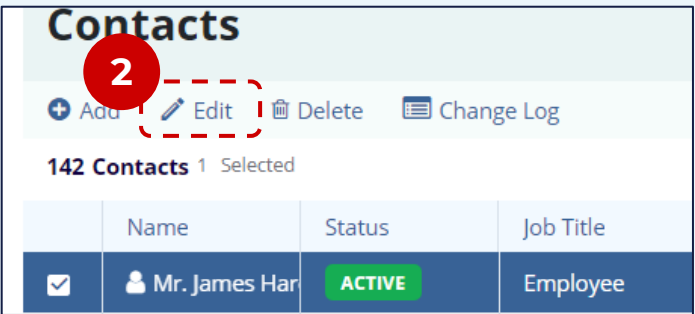 Contacts
2
Add Edit Delete Change Log
142 Contacts 1 Selected
Name Status Job Title
Mr. James Har ACTIVE Employee